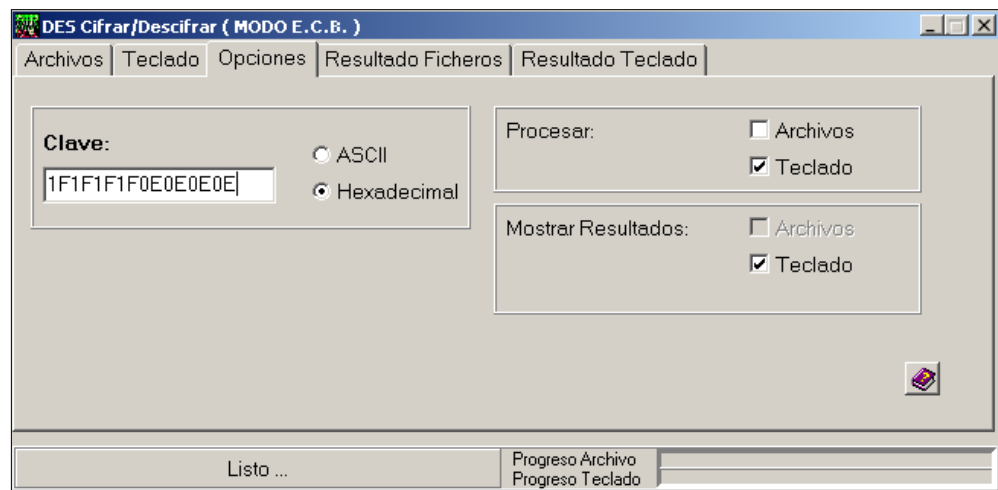 DES Cifrar/Descifrar ( MODO E.C.B. )
Archivos Teclado Opciones Resultado Ficheros Resultado Teclado
Clave:
1F1F1F1F0E0E0E0E
ASCII
Hexadecimal
Procesar:
Archivos
Teclado
Mostrar Resultados:
Archivos
Teclado
Listo ...
Progreso Archivo
Progreso Teclado